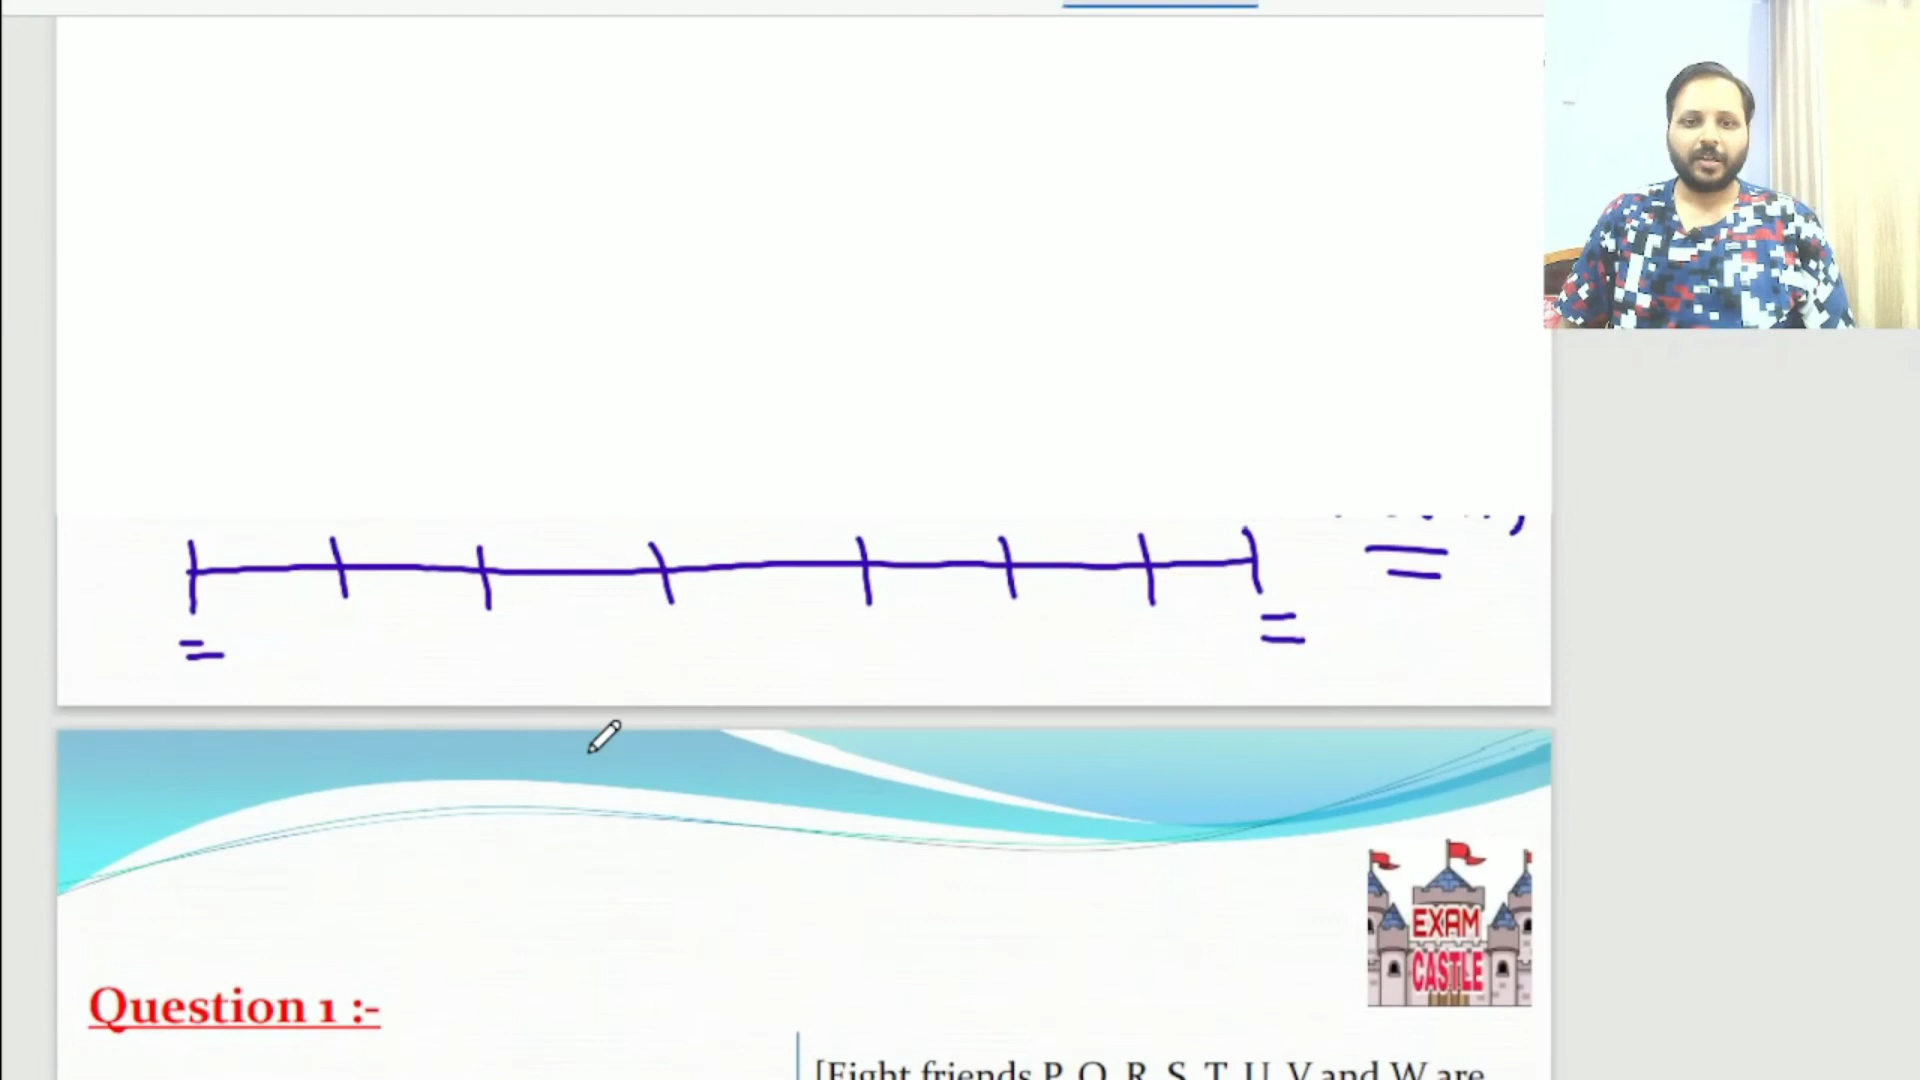 EXAM
CASTLE
Question 1 :-
[Eight friends P, Q, R, S, T, U, V and W are